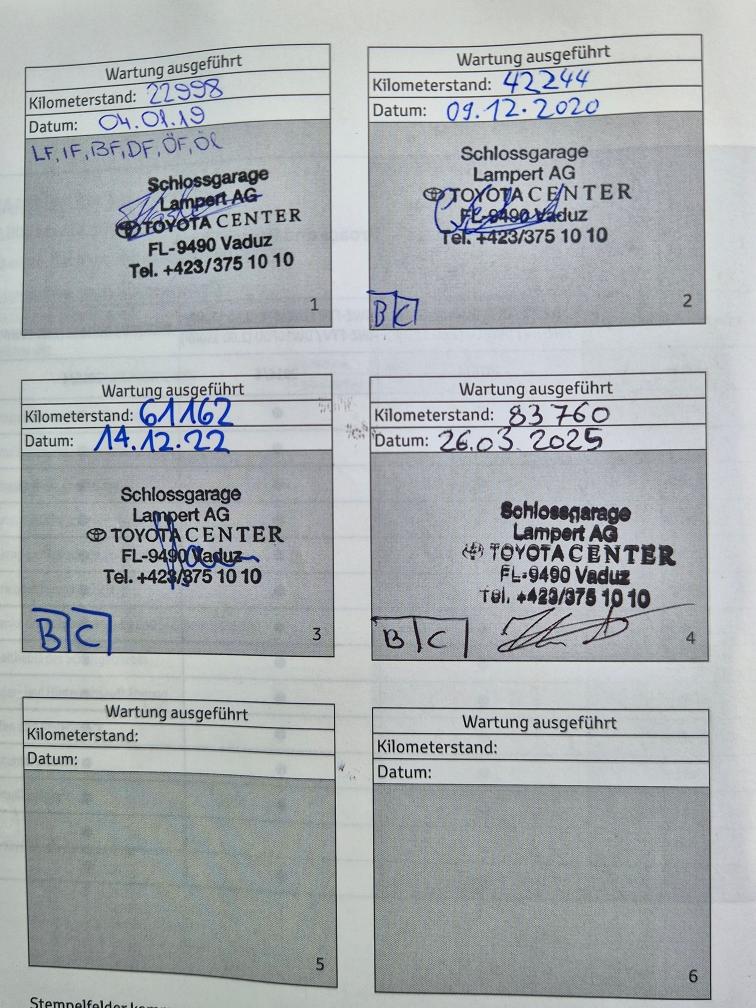 Wartung ausgeführt
Kilometerstand: 22998
Datum: 04.01.19
LF, IF, BF, DF, ÖF, ÖL
Schlossgarage
Lampert AG
TOYOTA CENTER
FL-9490 Vaduz
Tel. +423/375 10 10
1
Wartung ausgeführt
Kilometerstand: 42244
Datum: 09.12.2020
Schlossgarage
Lampert AG
TOYOTA CENTER
FL-9490 Vaduz
Tel. +423/375 10 10
B C
2
Wartung ausgeführt
Kilometerstand: 61162
Datum: 14.12.22
Schlossgarage
Lampert AG
TOYOTA CENTER
FL-9490 Vaduz
Tel. +423/375 10 10
B C
3
Wartung ausgeführt
Kilometerstand: 83760
Datum: 26.03.2025
Schlossgarage
Lampert AG
TOYOTA CENTER
FL-9490 Vaduz
Tel. +423/375 10 10
B C
4
Wartung ausgeführt
Kilometerstand:
Datum:
5
Wartung ausgeführt
Kilometerstand:
Datum:
6
Stempelfelder